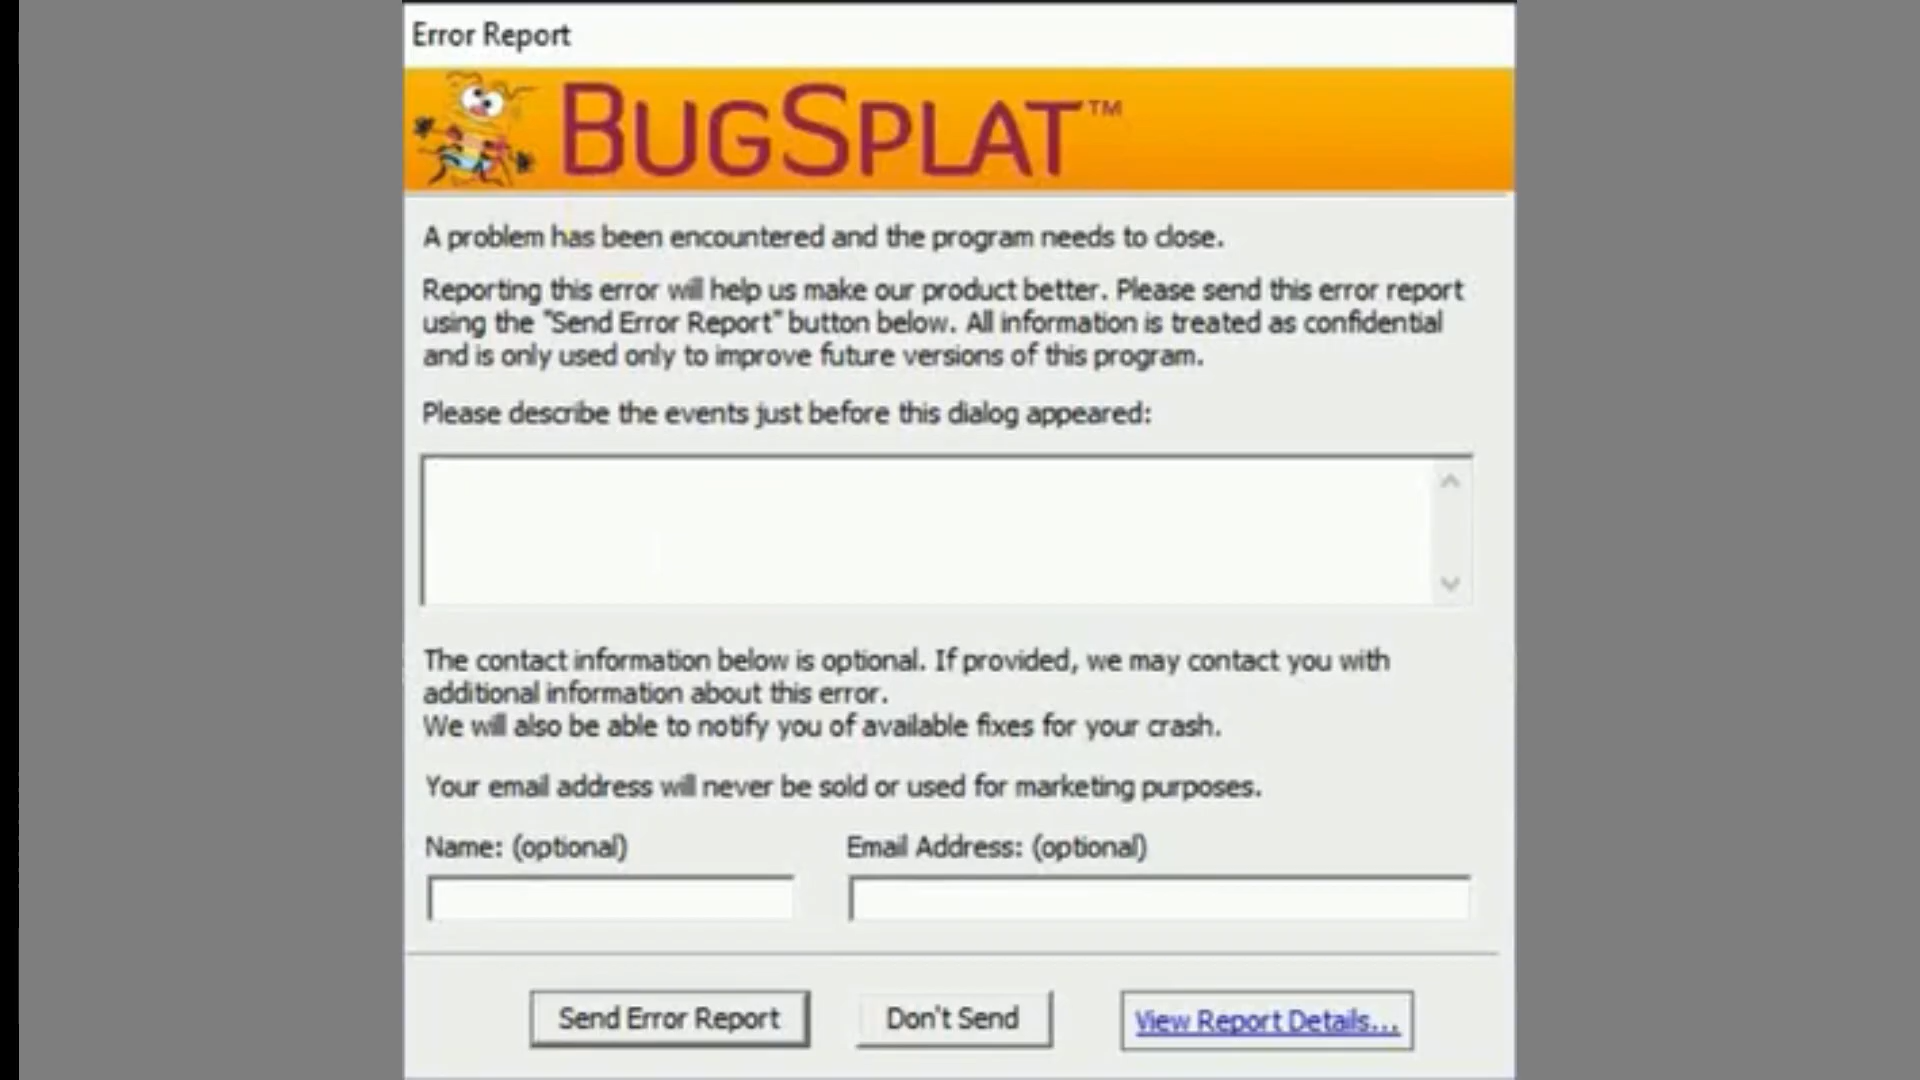 Error Report
BUGSPLAT™
A problem has been encountered and the program needs to close.
Reporting this error will help us make our product better. Please send this error report
using the "Send Error Report" button below. All information is treated as confidential
and is only used only to improve future versions of this program.
Please describe the events just before this dialog appeared:
The contact information below is optional. If provided, we may contact you with
additional information about this error.
We will also be able to notify you of available fixes for your crash.
Your email address will never be sold or used for marketing purposes.
Name: (optional) Email Address: (optional)
Send Error Report Don't Send View Report Details...